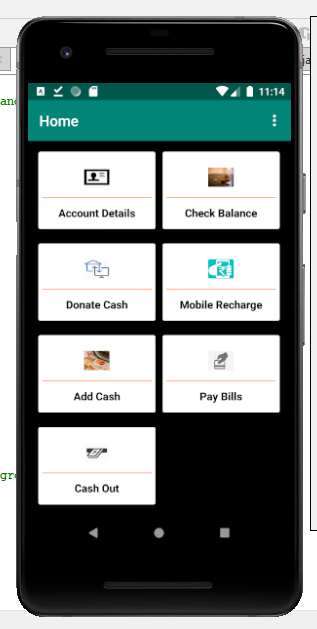 11:14
Home
Account Details
Check Balance
Donate Cash
Mobile Recharge
Add Cash
Pay Bills
Cash Out